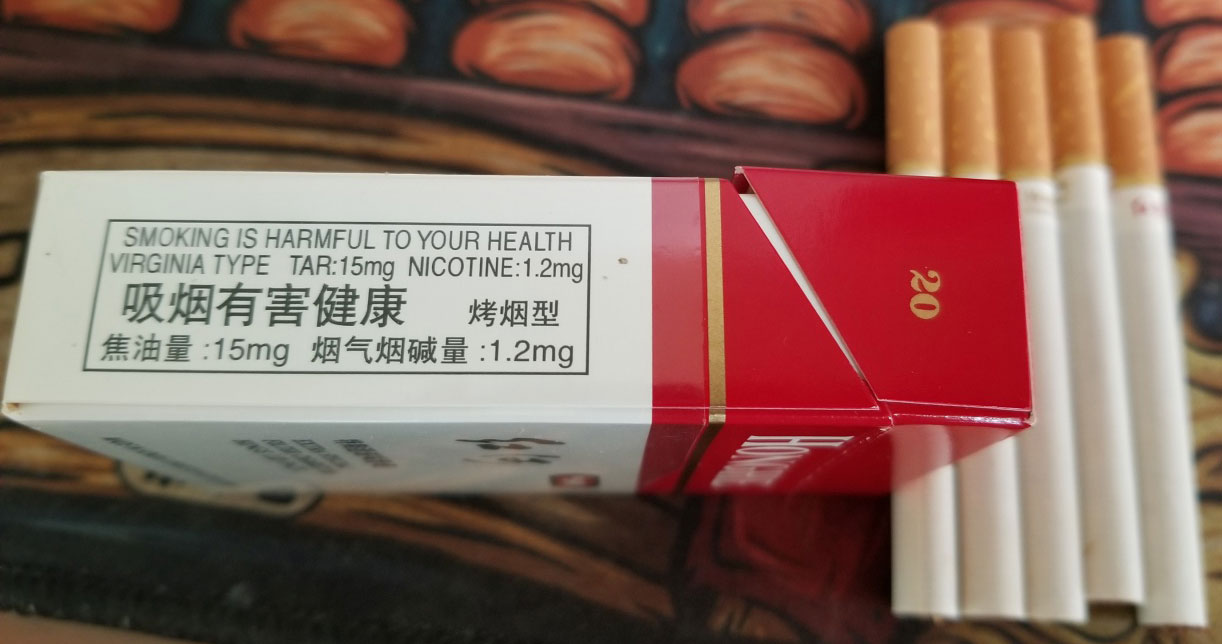 SMOKING IS HARMFUL TO YOUR HEALTH
VIRGINIA TYPE TAR:15mg NICOTINE:1.2mg
吸烟有害健康 烤烟型
焦油量 :15mg 烟气烟碱量 :1.2mg
20